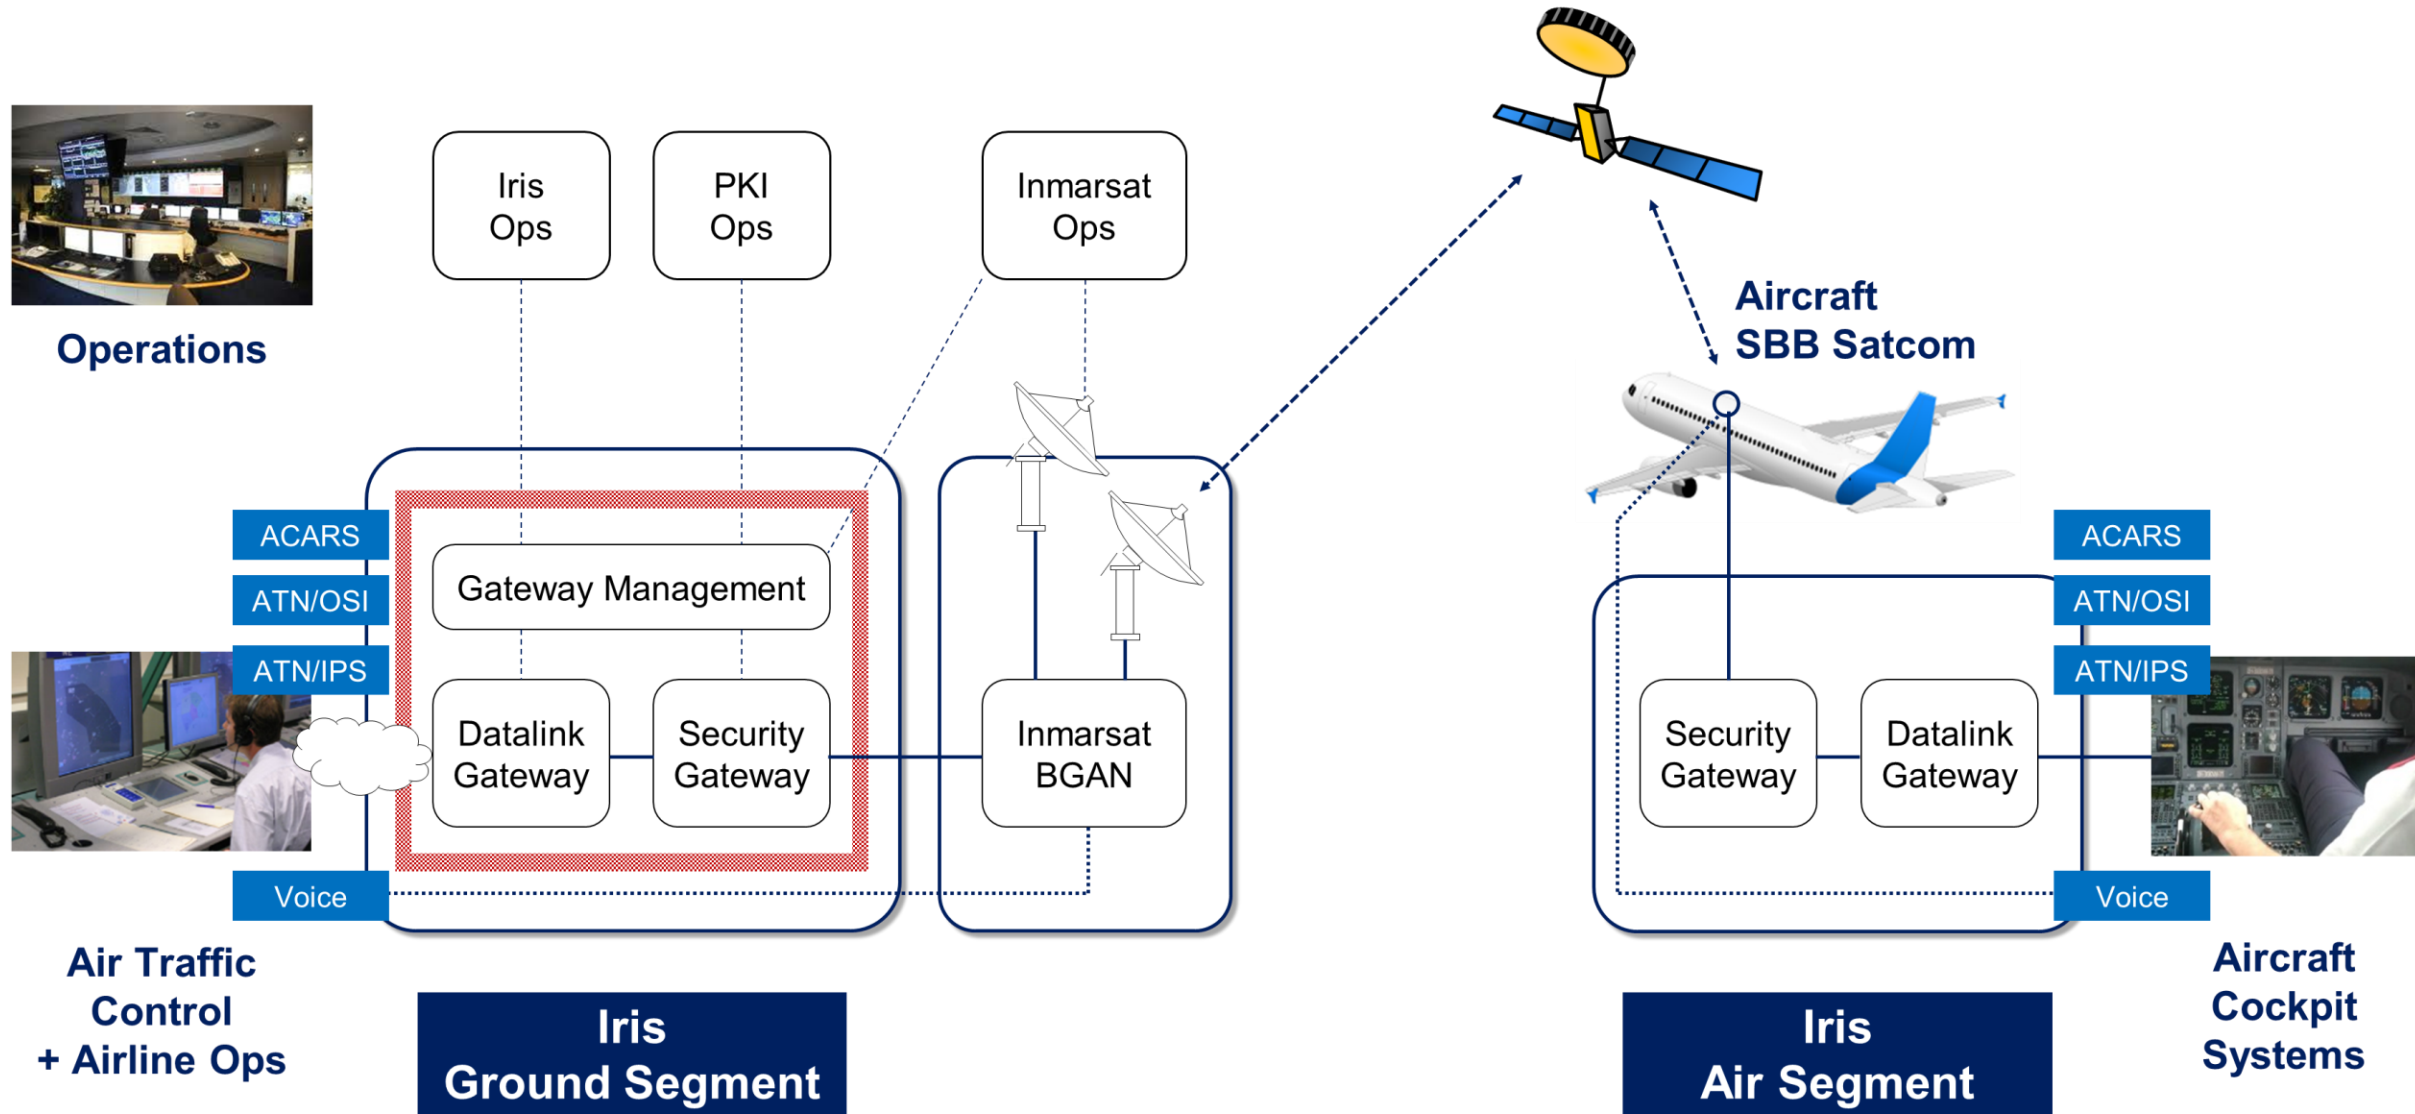 Iris
Ops
PKI
Ops
Inmarsat
Ops
Operations
Aircraft
SBB Satcom
ACARS
ATN/OSI
ATN/IPS
Gateway Management
Datalink
Gateway
Security
Gateway
Inmarsat
BGAN
Voice
Air Traffic
Control
+ Airline Ops
Iris
Ground Segment
ACARS
ATN/OSI
ATN/IPS
Security
Gateway
Datalink
Gateway
Voice
Aircraft
Cockpit
Systems
Iris
Air Segment